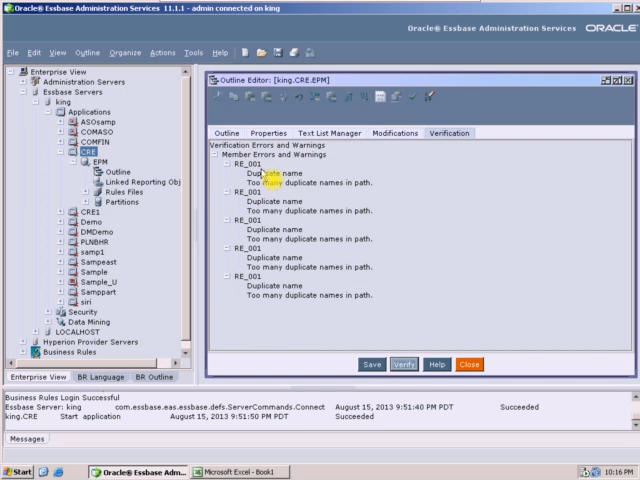 Oracle® Essbase Administration Services 11.1.1 - admin connected on king
Oracle® Essbase Administration Services ORACLE
File Edit View Outline Organize Actions Tools Help
Enterprise View
Administration Servers
Essbase Servers
king
Applications
ASOsamp
COMASO
COMFIN
CRE
EPM
Outline
Linked Reporting Obj
Rules Files
Partitions
CRE1
Demo
DMDemo
PLNBHR
samp1
Sampeast
Sample
Sample_U
Samppart
siri
Security
Data Mining
LOCALHOST
Hyperion Provider Servers
Business Rules
Enterprise View BR Language BR Outline
Outline Editor: [king.CRE.EPM]
Outline Properties Text List Manager Modifications Verification
Verification Errors and Warnings
Member Errors and Warnings
RE_001
Duplicate name
Too many duplicate names in path.
RE_001
Duplicate name
Too many duplicate names in path.
RE_001
Duplicate name
Too many duplicate names in path.
RE_001
Duplicate name
Too many duplicate names in path.
RE_001
Duplicate name
Too many duplicate names in path.
Save Verify Help Close
Business Rules Login Successful
Essbase Server: king com.essbase.eas.essbase.defs.ServerCommands.Connect August 15, 2013 9:51:40 PM PDT Succeeded
king.CRE Start application August 15, 2013 9:51:50 PM PDT Succeeded
Messages
Start Oracle® Essbase Adm... Microsoft Excel - Book1 10:16 PM